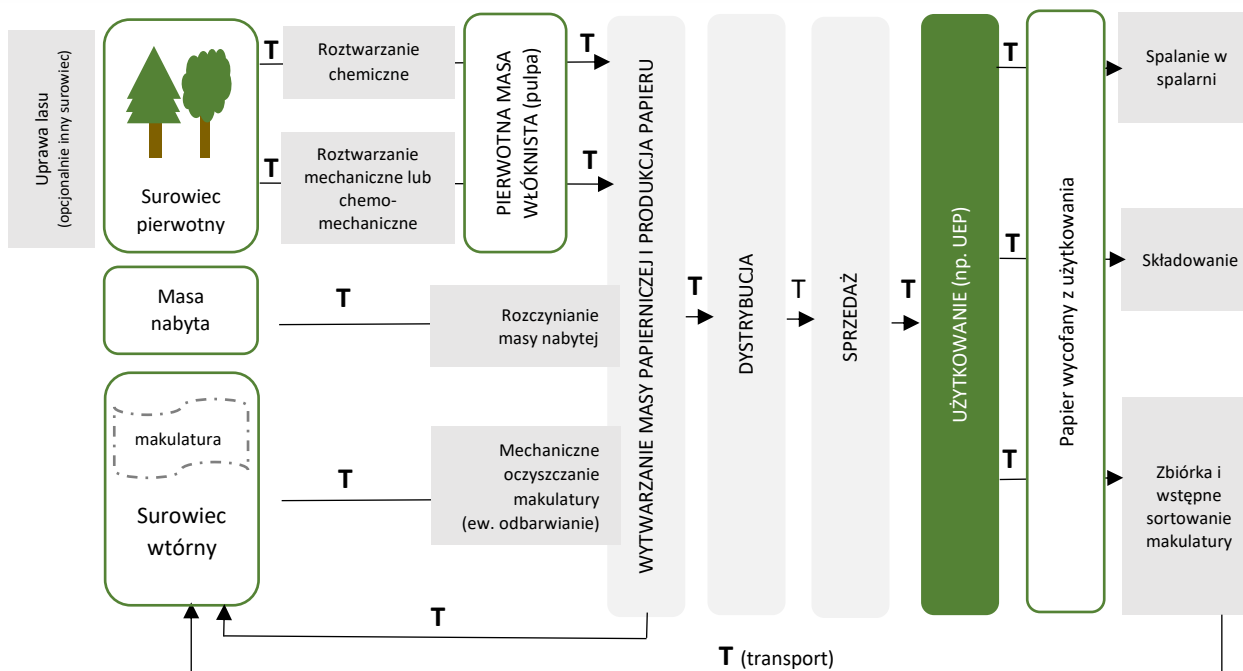 Uprawa lasu
(opcjonalnie inny surowiec)
Surowiec
pierwotny
T
Roztwarzanie
chemiczne
T
Roztwarzanie
mechaniczne lub
chemo-
mechaniczne
PIERWOTNA MASA
WŁÓKNISTA (pulpa)
T
T
Masa
nabyta
T
Rozczynianie
masy nabytej
makulatura
Surowiec
wtórny
T
Mechaniczne
oczyszczanie
makulatury
(ew. odbarwianie)
WYTWARZANIE MASY PAPIERNICZEJ I PRODUKCJA PAPIERU
T
DYSTRYBUCJA
T
SPRZEDAŻ
T
UŻYTKOWANIE (np. UEP)
T
T
T
Papier wycofany z użytkowania
Spalanie w
spalarni
Składowanie
Zbiórka i
wstępne
sortowanie
makulatury
T
T (transport)